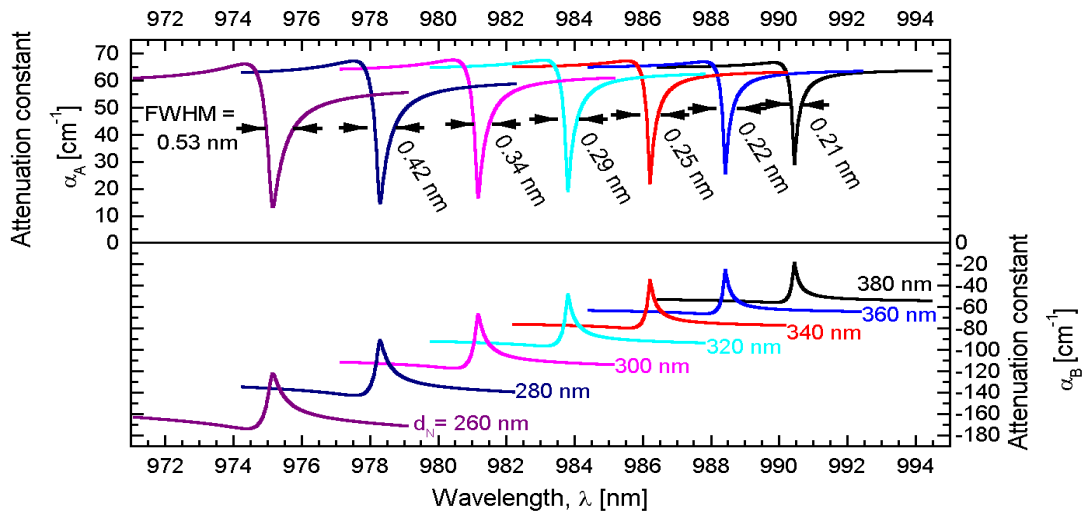 972 974 976 978 980 982 984 986 988 990 992 994
Attenuation constant
α_A [cm⁻¹]
70
60
50
40
30
20
10
0
FWHM =
0.53 nm
0.42 nm
0.34 nm
0.29 nm
0.25 nm
0.22 nm
0.21 nm
0
-20
-40
-60
-80
-100
-120
-140
-160
-180
Attenuation constant
α_B [cm⁻¹]
380 nm
360 nm
340 nm
320 nm
300 nm
280 nm
d_N= 260 nm
972 974 976 978 980 982 984 986 988 990 992 994
Wavelength, λ [nm]